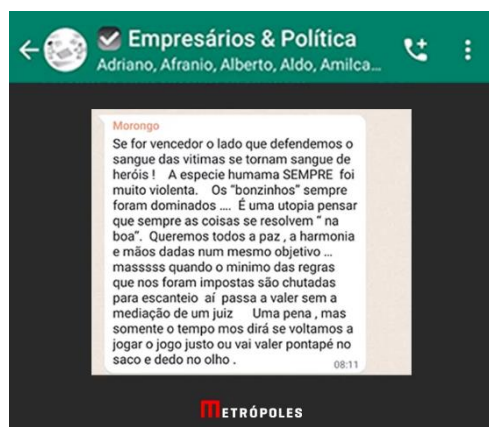 Empresários & Política
Adriano, Afranio, Alberto, Aldo, Amilca...
Morongo
Se for vencedor o lado que defendemos o
sangue das vitimas se tornam sangue de
heróis ! A especie humama SEMPRE foi
muito violenta. Os "bonzinhos" sempre
foram dominados .... É uma utopia pensar
que sempre as coisas se resolvem " na
boa". Queremos todos a paz , a harmonia
e mãos dadas num mesmo objetivo ...
masssss quando o minimo das regras
que nos foram impostas são chutadas
para escanteio aí passa a valer sem a
mediação de um juiz Uma pena , mas
somente o tempo mos dirá se voltamos a
jogar o jogo justo ou vai valer pontapé no
saco e dedo no olho .
08:11
METRÓPOLES